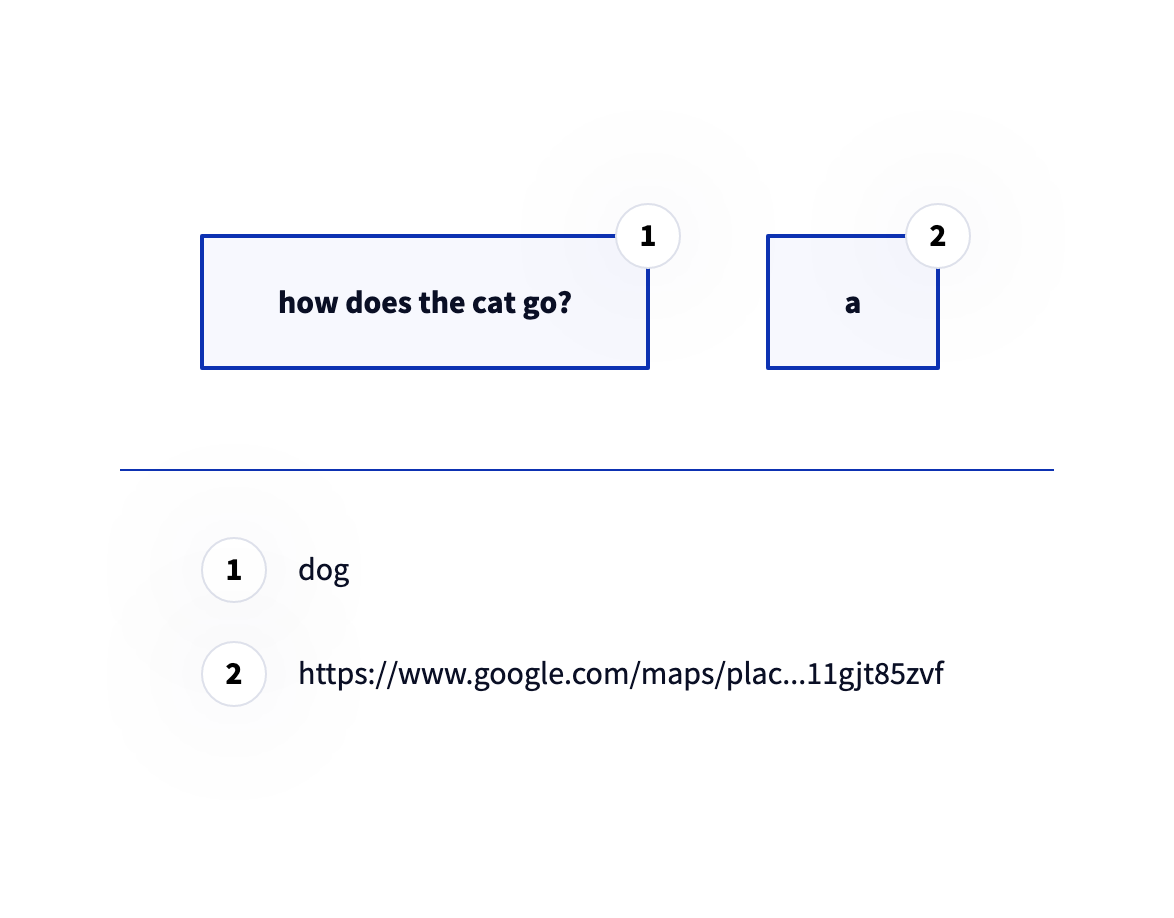 1
2
how does the cat go?
a
1 dog
2 https://www.google.com/maps/plac...11gjt85zvf